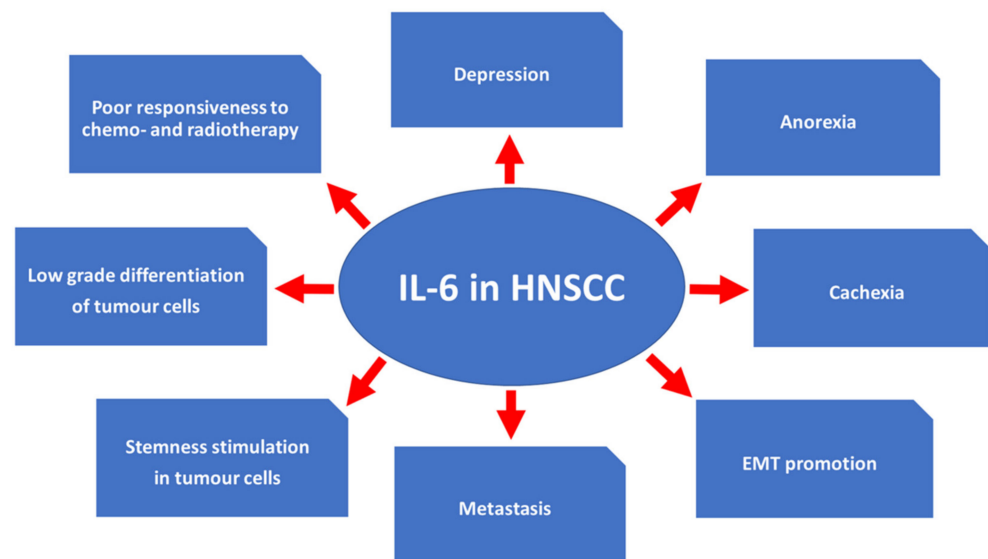 Depression
Poor responsiveness to
chemo- and radiotherapy
Anorexia
Low grade differentiation
of tumour cells
IL-6 in HNSCC
Cachexia
Stemness stimulation
in tumour cells
EMT promotion
Metastasis